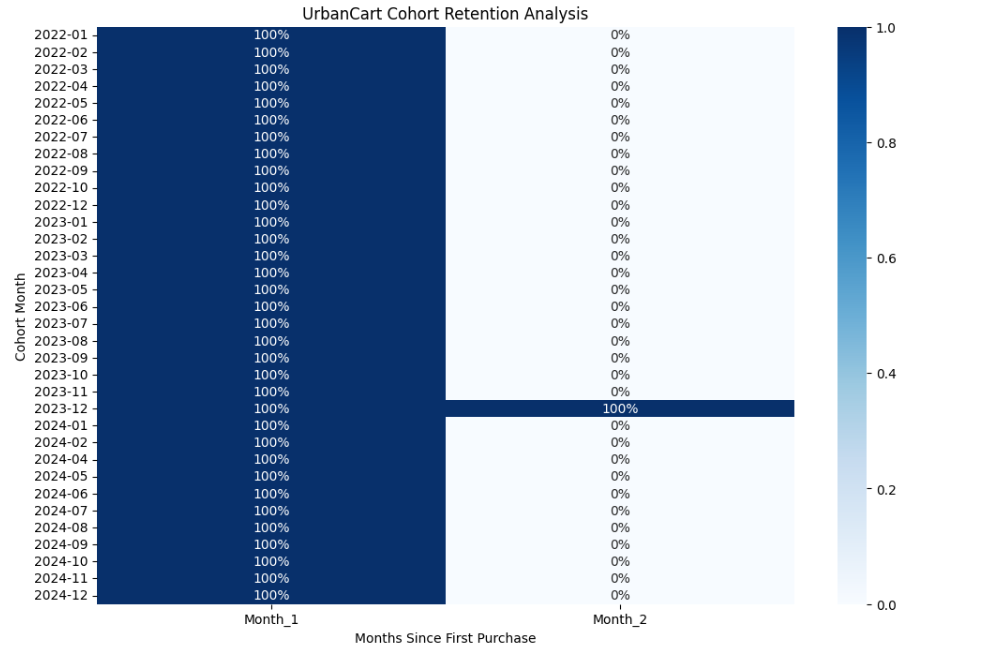 UrbanCart Cohort Retention Analysis
2022-01 100% 0% 1.0
2022-02 100% 0%
2022-03 100% 0%
2022-04 100% 0%
2022-05 100% 0%
2022-06 100% 0%
2022-07 100% 0%
2022-08 100% 0% 0.8
2022-09 100% 0%
2022-10 100% 0%
2022-12 100% 0%
2023-01 100% 0%
2023-02 100% 0%
2023-03 100% 0% 0.6
2023-04 100% 0%
2023-05 100% 0%
2023-06 100% 0%
2023-07 100% 0%
2023-08 100% 0%
2023-09 100% 0%
2023-10 100% 0% 0.4
2023-11 100% 0%
2023-12 100% 100%
2024-01 100% 0%
2024-02 100% 0%
2024-04 100% 0%
2024-05 100% 0%
2024-06 100% 0% 0.2
2024-07 100% 0%
2024-08 100% 0%
2024-09 100% 0%
2024-10 100% 0%
2024-11 100% 0%
2024-12 100% 0% 0.0
Cohort Month
Month_1 Month_2
Months Since First Purchase